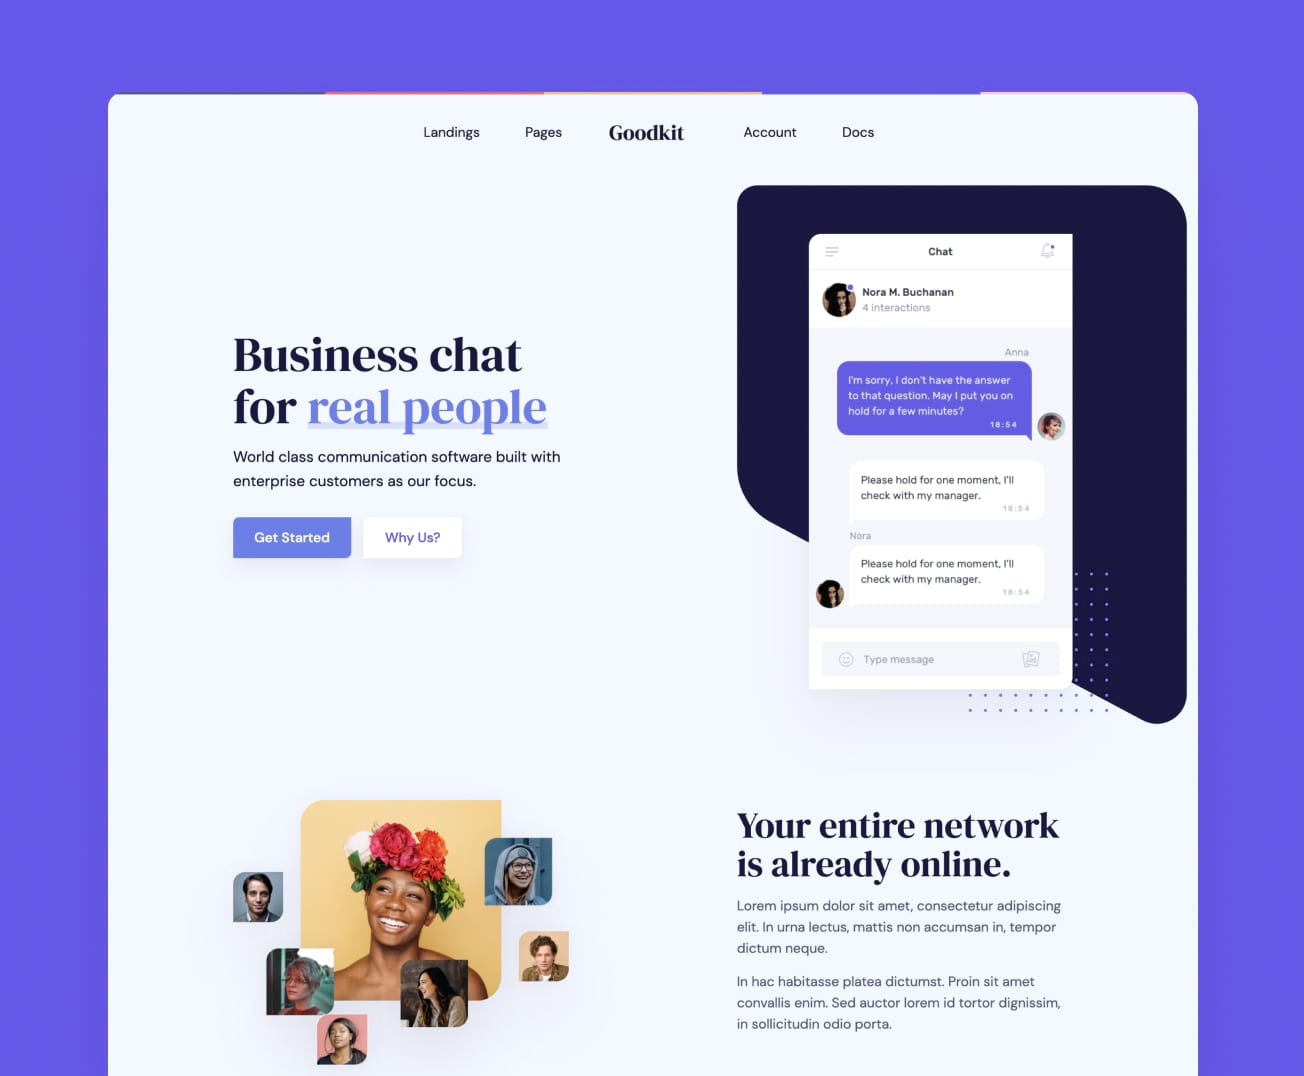 Landings Pages Goodkit Account Docs
Business chat
for real people
World class communication software built with
enterprise customers as our focus.
Get Started Why Us?
Chat
Nora M. Buchanan
4 interactions
Anna
I'm sorry, I don't have the answer
to that question. May I put you on
hold for a few minutes?
18:54
Please hold for one moment, I'll
check with my manager.
18:54
Nora
Please hold for one moment, I'll
check with my manager.
18:54
Type message
Your entire network
is already online.
Lorem ipsum dolor sit amet, consectetur adipiscing
elit. In urna lectus, mattis non accumsan in, tempor
dictum neque.
In hac habitasse platea dictumst. Proin sit amet
convallis enim. Sed auctor lorem id tortor dignissim,
in sollicitudin odio porta.